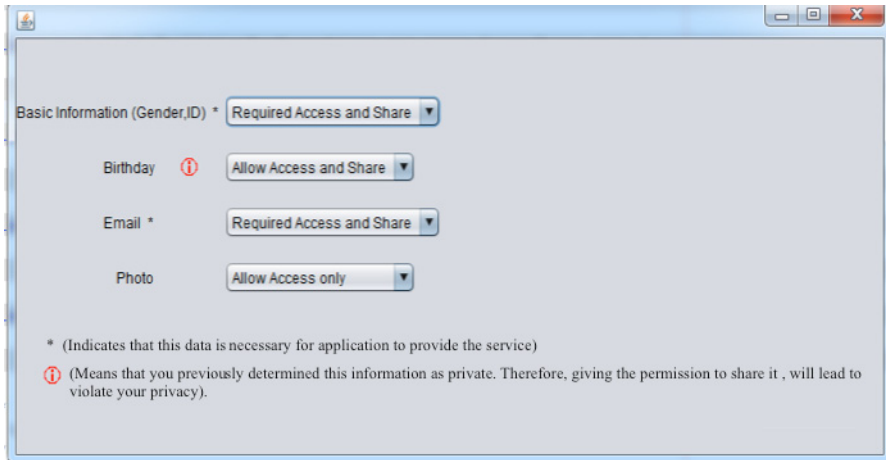 Basic Information (Gender,ID) * Required Access and Share
Birthday Allow Access and Share
Email * Required Access and Share
Photo Allow Access only
* (Indicates that this data is necessary for application to provide the service)
(Means that you previously determined this information as private. Therefore, giving the permission to share it , will lead to
violate your privacy).